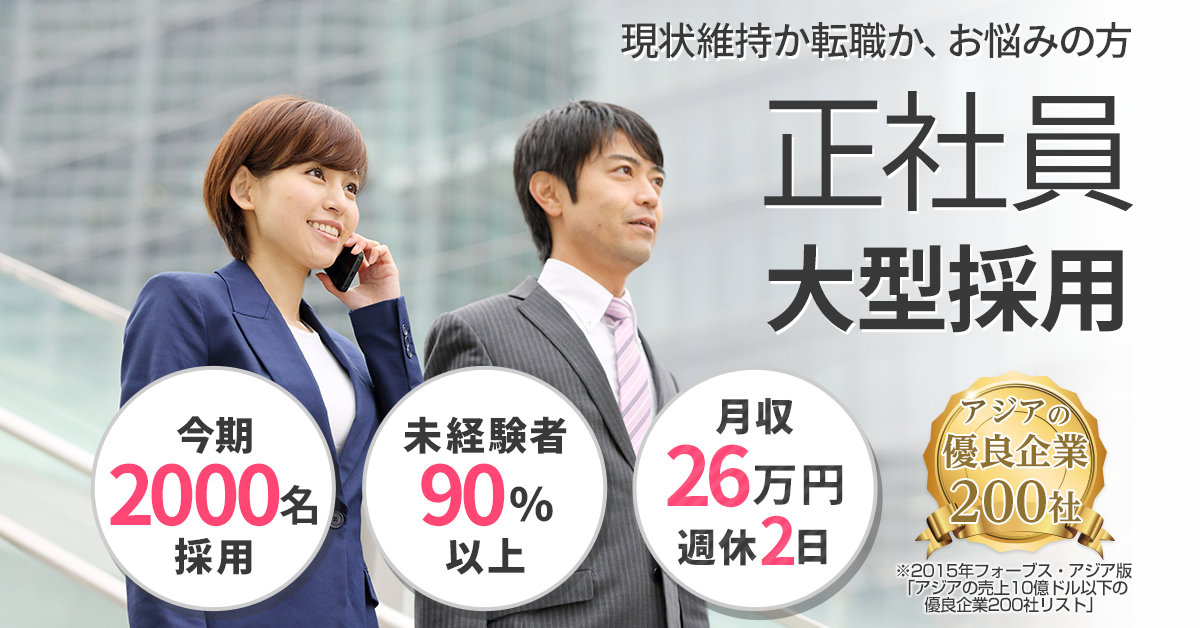 現状維持か転職か、お悩みの方
正社員
大型採用
今期
2000名
採用
未経験者
90%
以上
月収
26万円
週休2日
アジアの
優良企業
200社
※2015年フォーブス・アジア版
「アジアの売上10億ドル以下の
優良企業200社リスト」